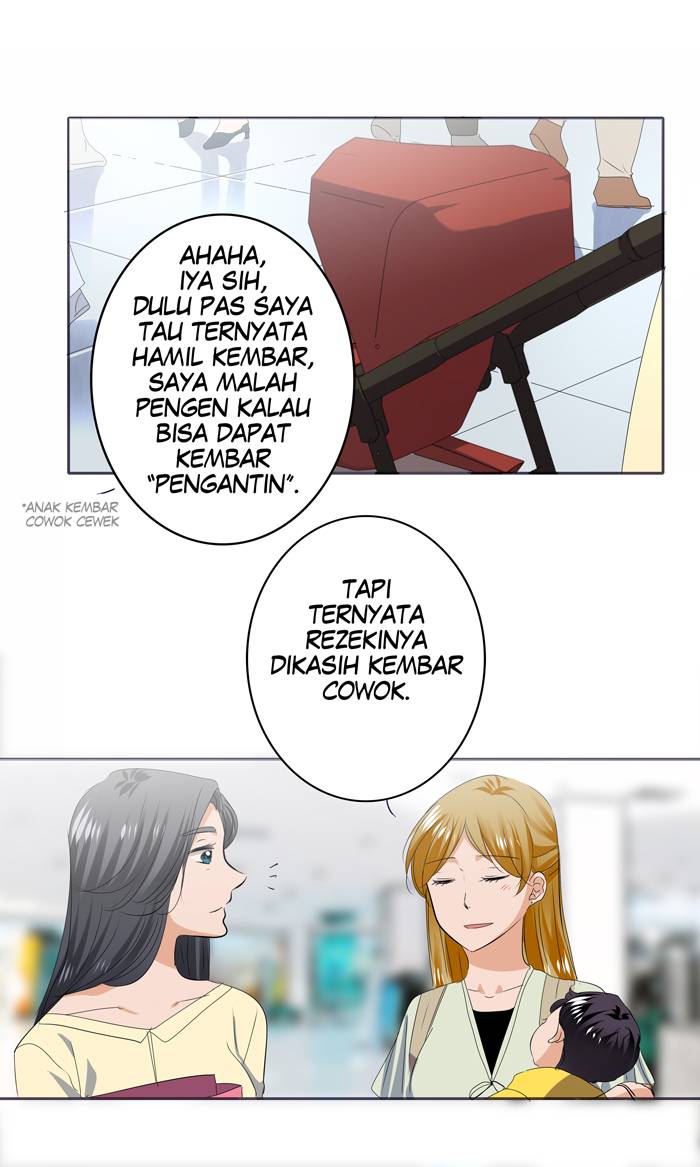 AHAHA,
IYA SIH,
DULU PAS SAYA
TAU TERNYATA
HAMIL KEMBAR,
SAYA MALAH
PENGEN KALAU
BISA DAPAT
KEMBAR
"PENGANTIN".
*ANAK KEMBAR
COWOK CEWEK
TAPI
TERNYATA
REZEKINYA
DIKASIH KEMBAR
COWOK.